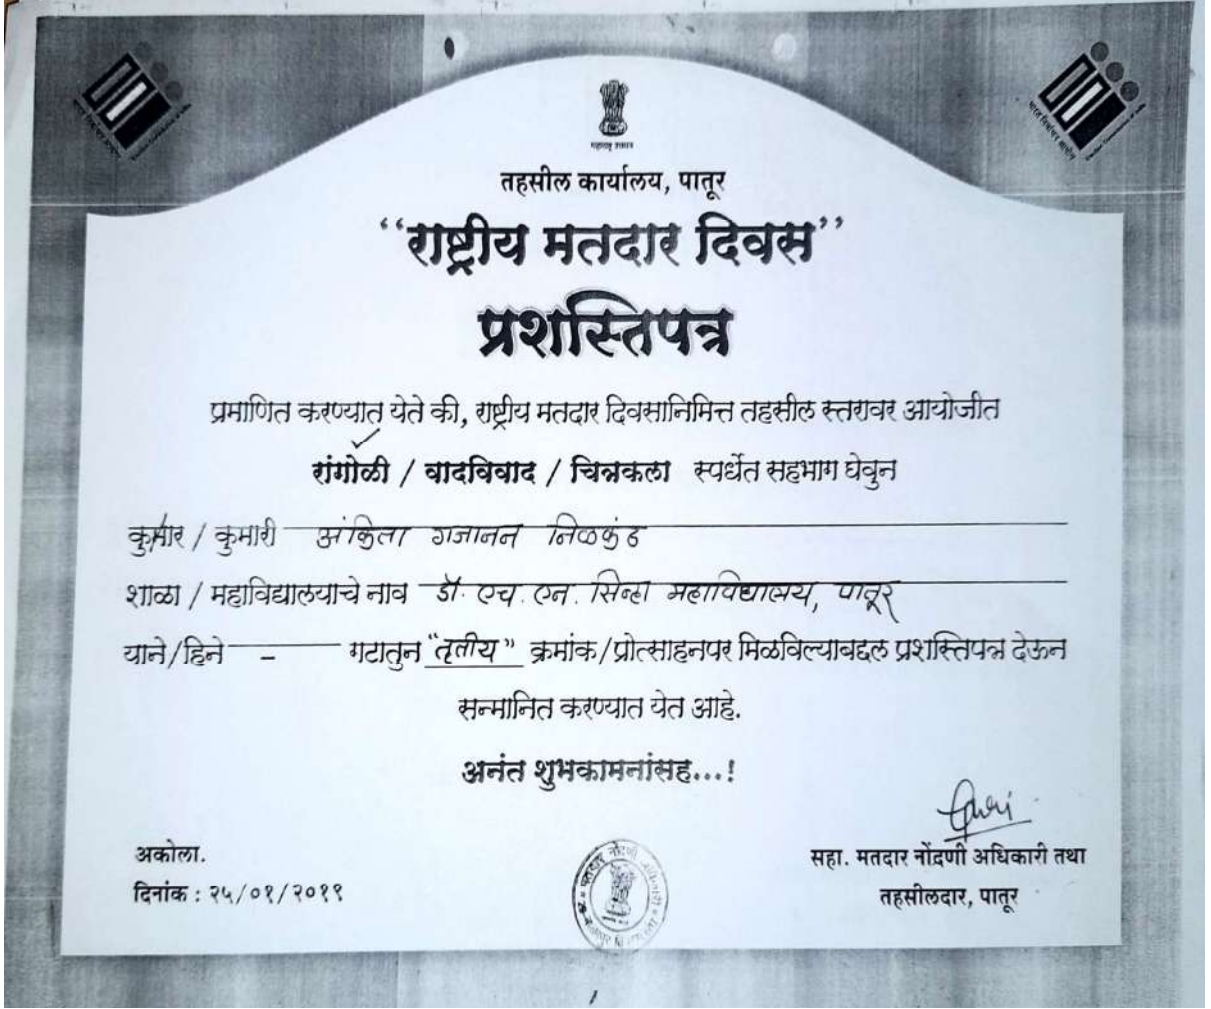 महाराष्ट्र शासन
तहसील कार्यालय, पातूर
“राष्ट्रीय मतदार दिवस”
प्रशस्तिपत्र
प्रमाणित करण्यात येते की, राष्ट्रीय मतदार दिवसानिमित्त तहसील स्तरावर आयोजीत
रांगोळी / वादविवाद / चित्रकला स्पर्धेत सहभाग घेवुन
कुमार / कुमारी अंकिता गजानन निळकंठ
शाळा / महाविद्यालयाचे नाव डॉ. एच. एन. सिन्हा महाविद्यालय, पातूर
याने/हिने - गटातुन “तृतीय” क्रमांक/प्रोत्साहनपर मिळविल्याबद्दल प्रशस्तिपत्र देऊन
सन्मानित करण्यात येत आहे.
अनंत शुभकामनांसह...!
अकोला.
दिनांक : २५/०१/२०१९
सहा. मतदार नोंदणी अधिकारी तथा
तहसीलदार, पातूर